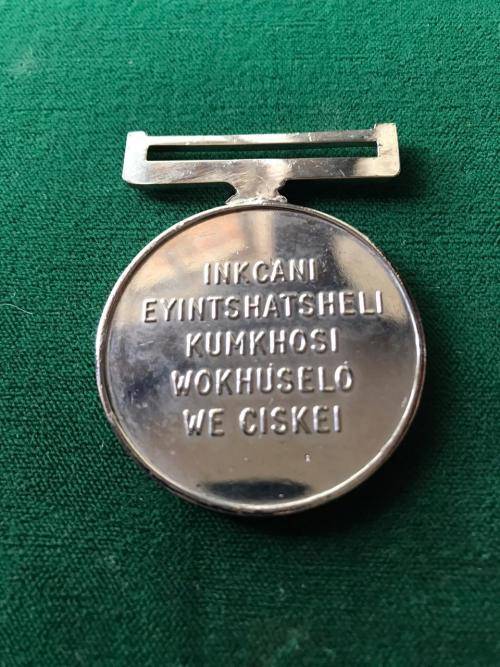 INKCANI
EYINTSHATSHELI
KUMKHOSI
WOKHUSELO
WE CISKEI